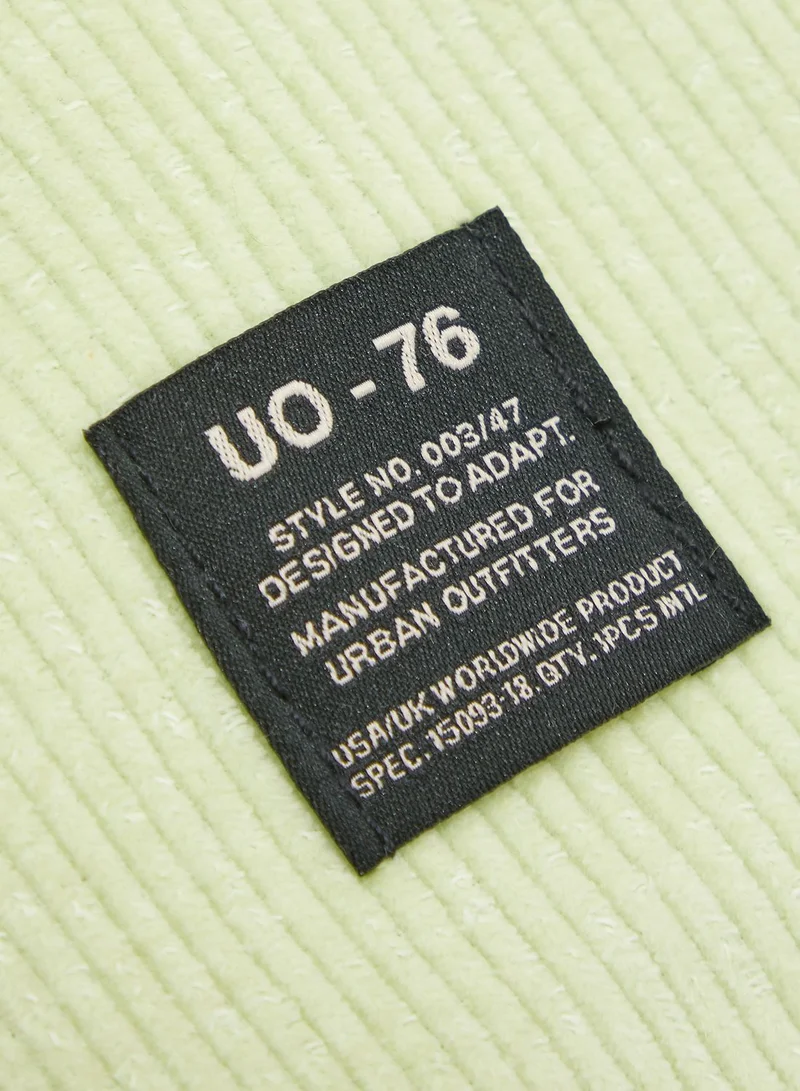 UO - 76
STYLE NO. 003/47
DESIGNED TO ADAPT.
MANUFACTURED FOR
URBAN OUTFITTERS
USA/UK WORLDWIDE PRODUCT
SPEC. 15093-18. QTY. 1PCS INTL